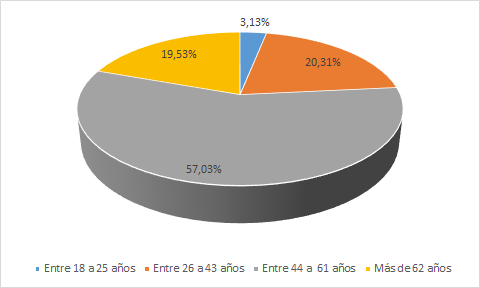 3,13%
19,53%
20,31%
57,03%
Entre 18 a 25 años Entre 26 a 43 años Entre 44 a 61 años Más de 62 años